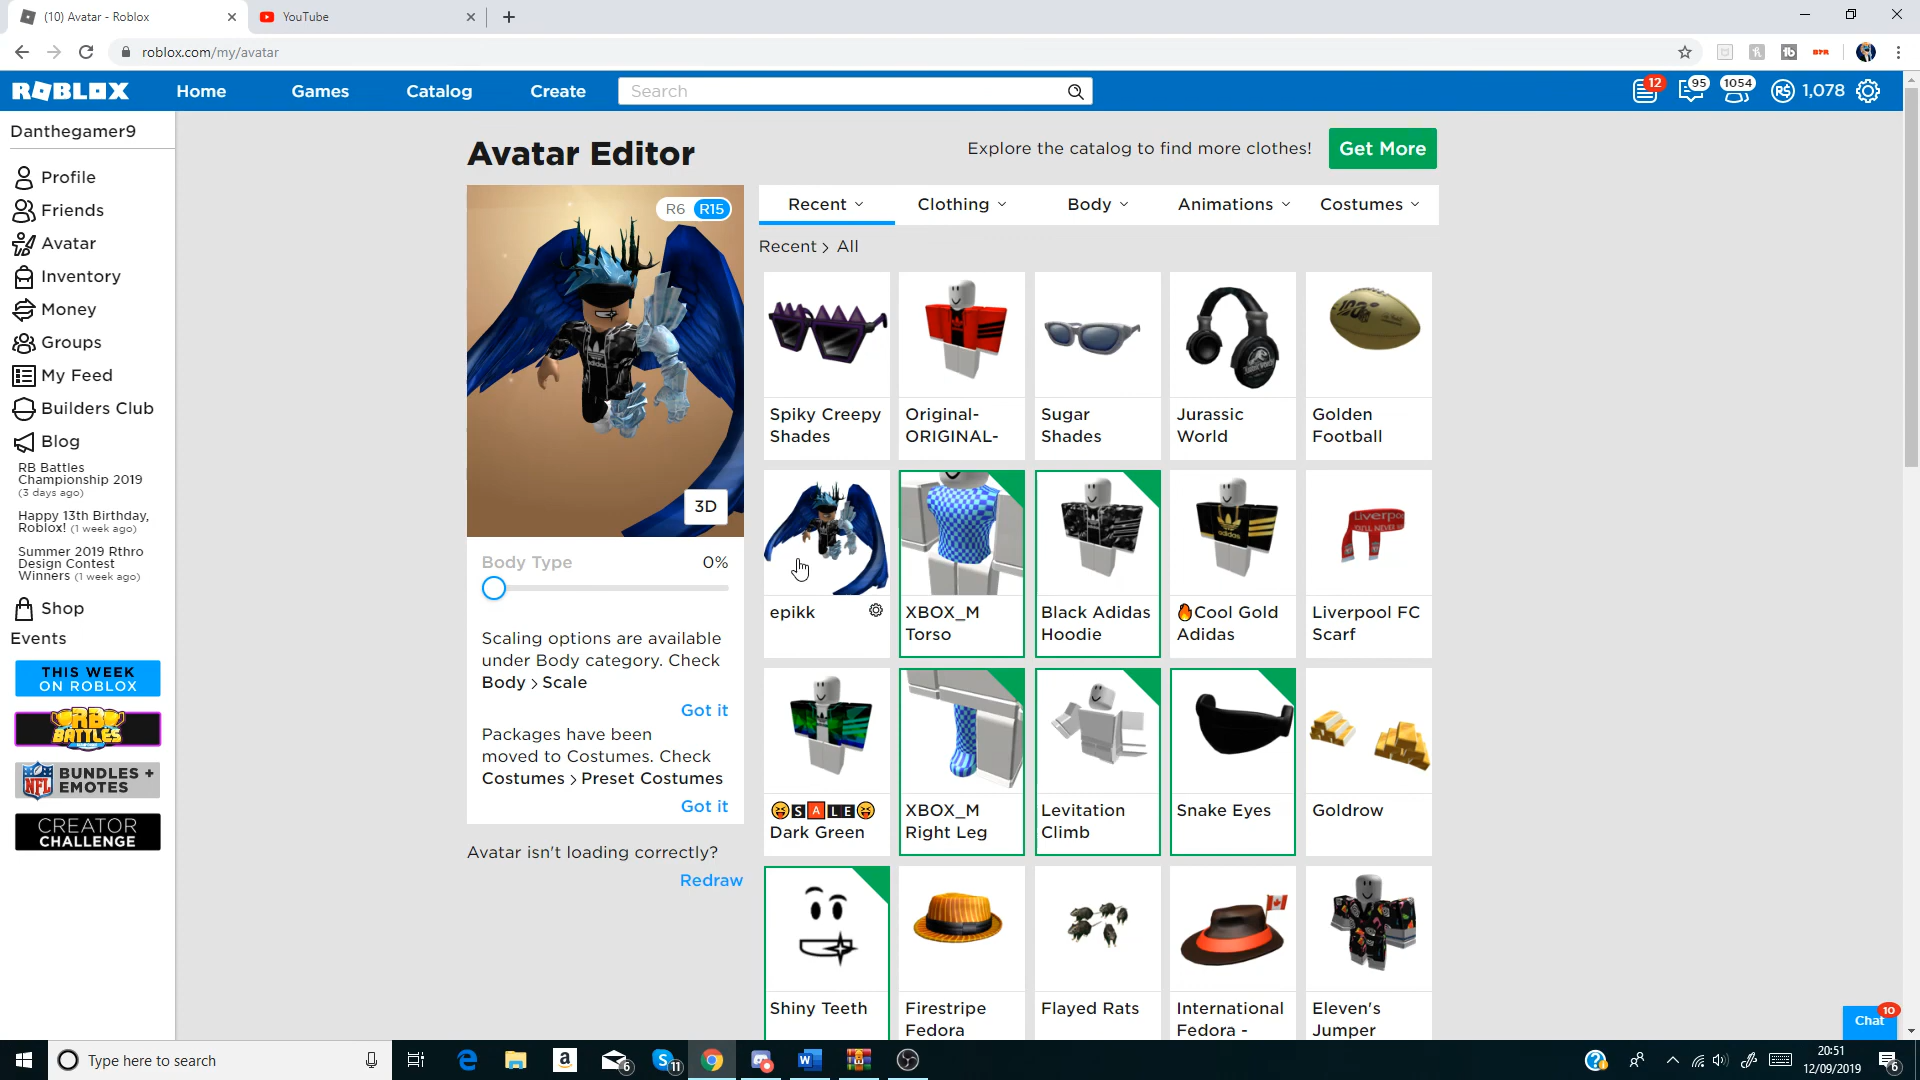 (10) Avatar - Roblox
YouTube
roblox.com/my/avatar
ROBLOX
Home
Games
Catalog
Create
Search
12
95
1054
R$
1,078
Danthegamer9
Profile
Friends
Avatar
Inventory
Money
Groups
My Feed
Builders Club
Blog
RB Battles
Championship 2019
(3 days ago)
Happy 13th Birthday,
Roblox! (1 week ago)
Summer 2019 Rthro
Design Contest
Winners (1 week ago)
Shop
Events
THIS WEEK
ON ROBLOX
RB
BATTLES
NFL
BUNDLES +
EMOTES
CREATOR
CHALLENGE
Avatar Editor
Explore the catalog to find more clothes!
Get More
R6
R15
adidas
3D
Body Type
0%
Scaling options are available
under Body category. Check
Body > Scale
Got it
Packages have been
moved to Costumes. Check
Costumes > Preset Costumes
Got it
Avatar isn't loading correctly?
Redraw
Recent
Clothing
Body
Animations
Costumes
Recent > All
Spiky Creepy
Shades
Original-
ORIGINAL-
Sugar
Shades
Jurassic
World
Golden
Football
epikk
XBOX_M
Torso
adidas
Black Adidas
Hoodie
adidas
🔥Cool Gold
Adidas
Liverpool FC
Scarf
😝🆂🅰🅻🅴😝
Dark Green
XBOX_M
Right Leg
Levitation
Climb
Snake Eyes
Goldrow
Shiny Teeth
Firestripe
Fedora
Flayed Rats
International
Fedora -
Eleven's
Jumper
Chat
10
Type here to search
6
11
20:51
12/09/2019
6